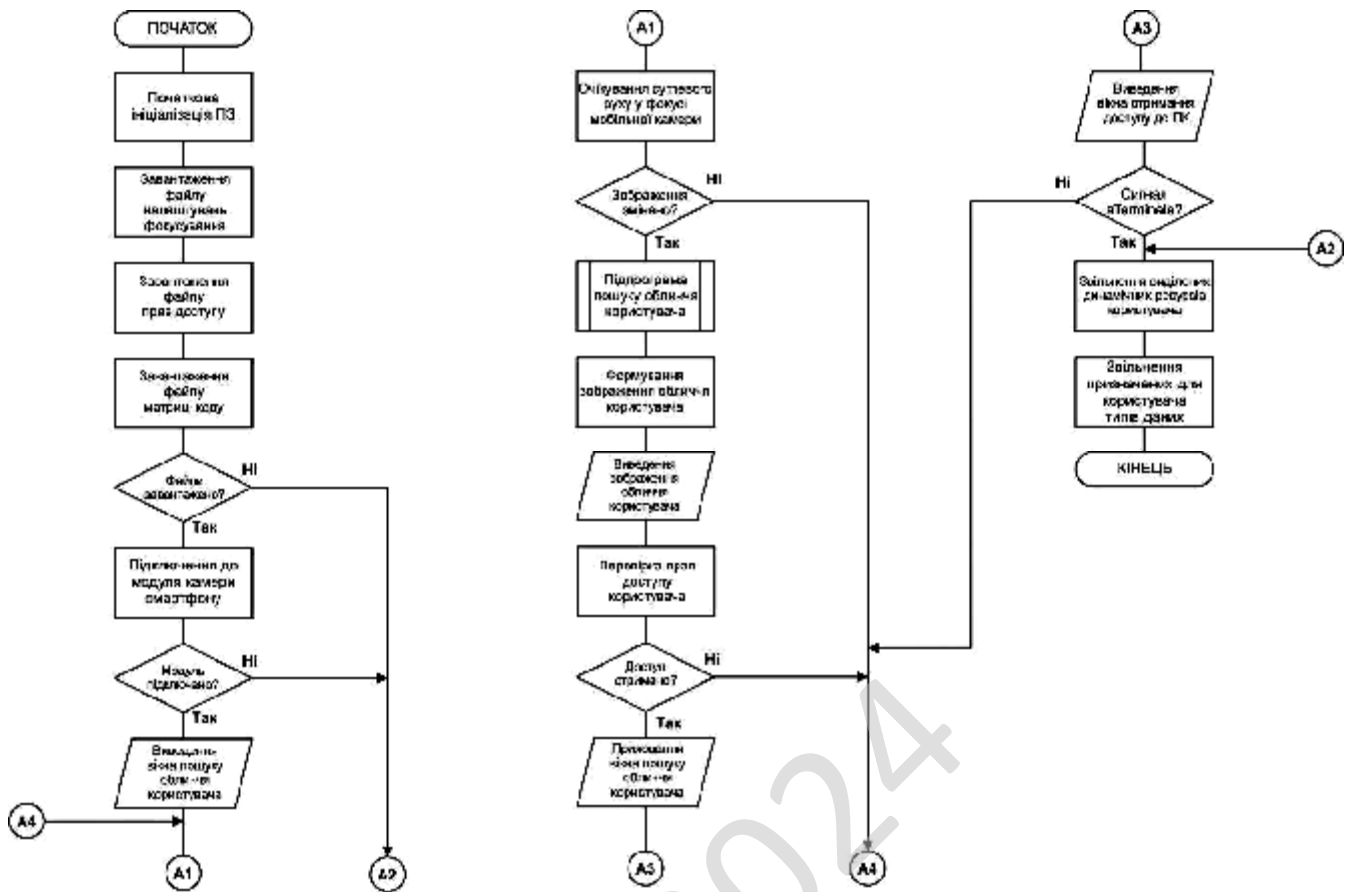 ПОЧАТОК
Початкова
ініціалізація ПЗ
Завантаження
файлу
налаштувань
фокусування
Завантаження
файлу
прав доступу
Завантаження
файлу
матриці коду
Файли
завантажено?
Ні
Так
Підключення до
модуля камери
смартфону
Модуль
підключено?
Ні
Так
Виведення
вікна пошуку
обличчя
користувача
A4
A1
A2
A1
Очікування суттєвого
руху у фокусі
мобільної камери
Зображення
змінено?
Ні
Так
Підпрограма
пошуку обличчя
користувача
Формування
зображення обличчя
користувача
Виведення
зображення
обличчя
користувача
Перевірка прав
доступу
користувача
Доступ
отримано?
Ні
Так
Приховання
вікна пошуку
обличчя
користувача
A3
A4
A3
Виведення
вікна отримання
доступу до ПК
Сигнал
aTerminate?
Ні
Так
A2
Звільнення виділених
динамічних ресурсів
користувача
Звільнення
призначених для
користувача
типів даних
КІНЕЦЬ
2024